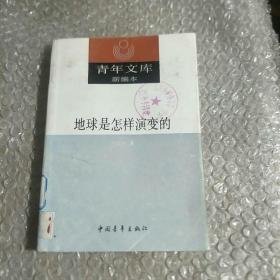 青年文库
新编本
地球是怎样演变的
中国青年出版社